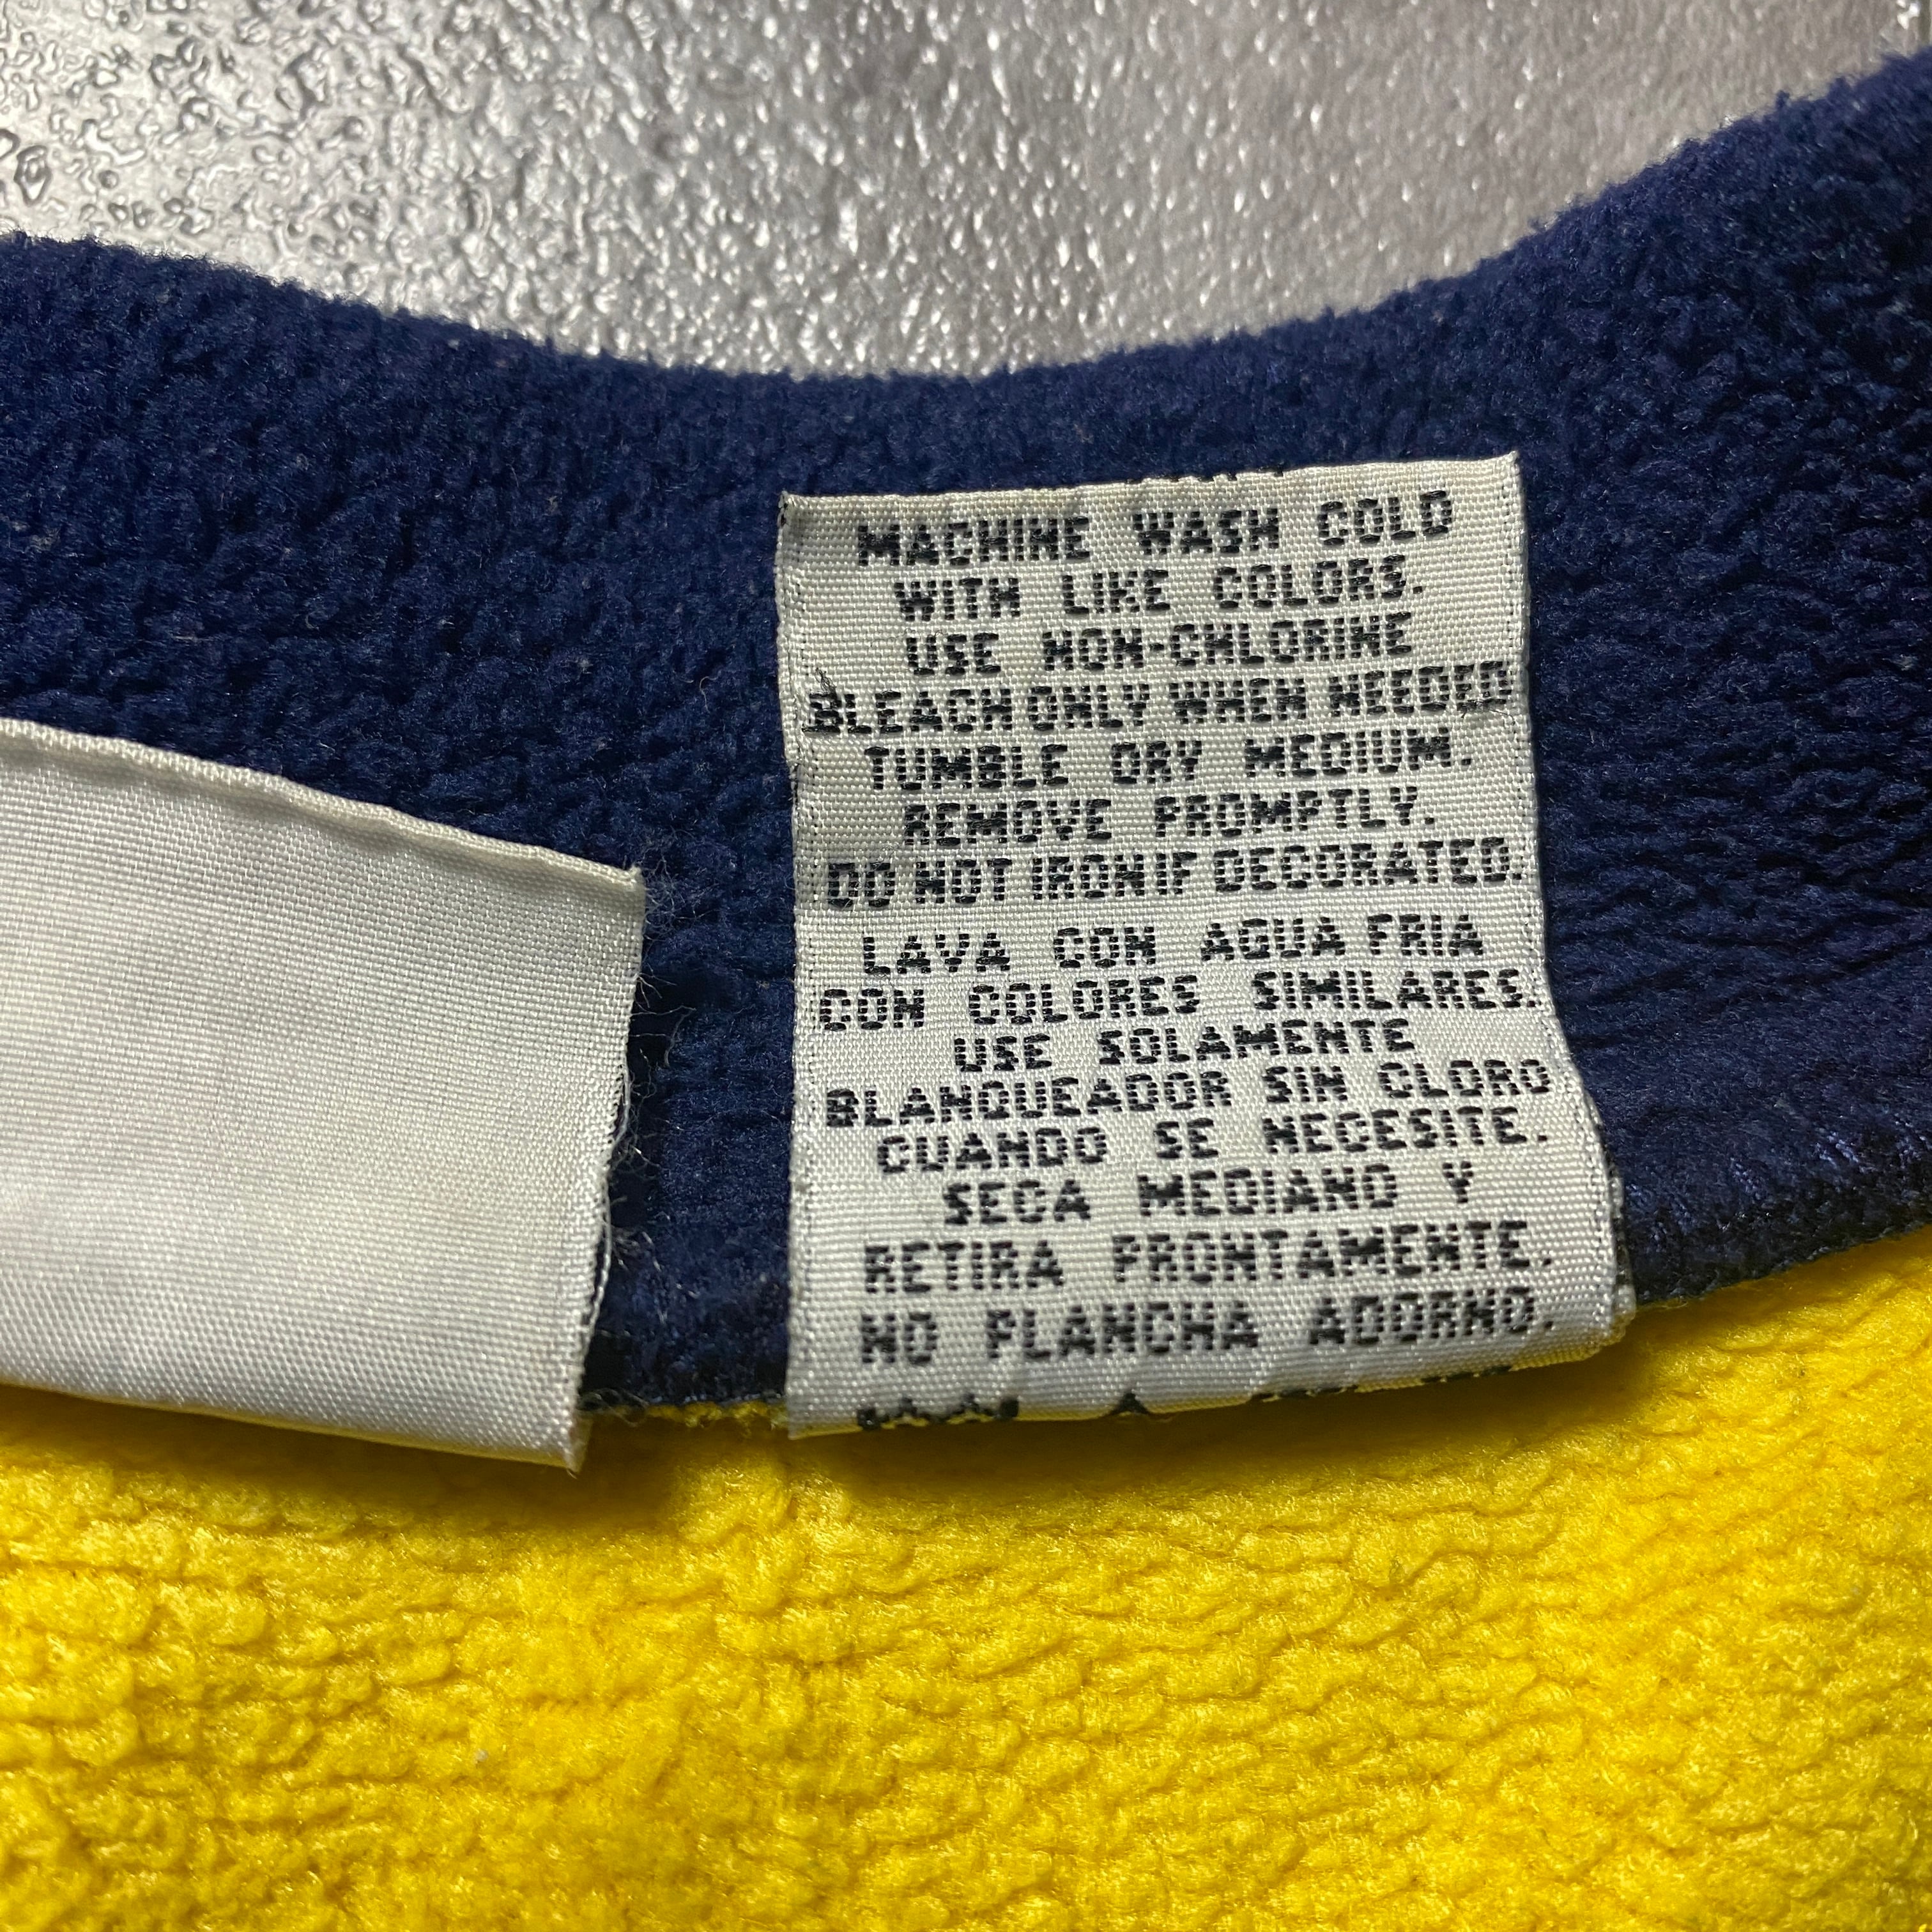 MACHINE WASH COLD
WITH LIKE COLORS.
USE NON-CHLORINE
BLEACH ONLY WHEN NEEDED
TUMBLE DRY MEDIUM.
REMOVE PROMPTLY.
DO NOT IRON IF DECORATED.
LAVA CON AGUA FRIA
CON COLORES SIMILARES.
USE SOLAMENTE
BLANQUEADOR SIN CLORO
CUANDO SE NECESITE.
SECA MEDIANO Y
RETIRA PRONTAMENTE.
NO PLANCHA ADORNO.